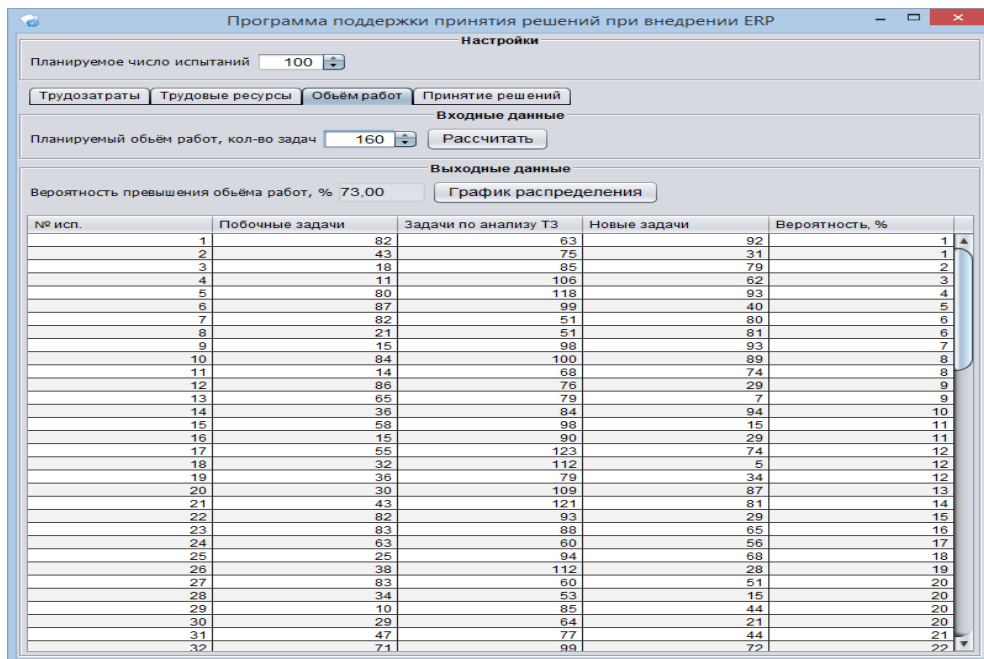 Программа поддержки принятия решений при внедрении ERP
Настройки
Планируемое число испытаний 100
Трудозатраты Трудовые ресурсы Объём работ Принятие решений
Входные данные
Планируемый объём работ, кол-во задач 160 Рассчитать
Выходные данные
Вероятность превышения объёма работ, % 73,00 График распределения
№ исп. Побочные задачи Задачи по анализу ТЗ Новые задачи Вероятность, %
1 82 63 92 1
2 43 75 31 1
3 18 85 79 2
4 11 106 62 3
5 80 118 93 4
6 87 99 40 5
7 82 51 80 6
8 21 51 81 6
9 15 98 93 7
10 84 100 89 8
11 14 68 74 8
12 86 76 29 9
13 65 79 7 9
14 36 84 94 10
15 58 98 15 11
16 15 90 29 11
17 55 123 74 12
18 32 112 5 12
19 36 79 34 12
20 30 109 87 13
21 43 121 81 14
22 82 93 29 15
23 83 88 65 16
24 63 60 56 17
25 25 94 68 18
26 38 112 28 19
27 83 60 51 20
28 34 53 15 20
29 10 85 44 20
30 29 64 21 20
31 47 77 44 21
32 71 99 72 22